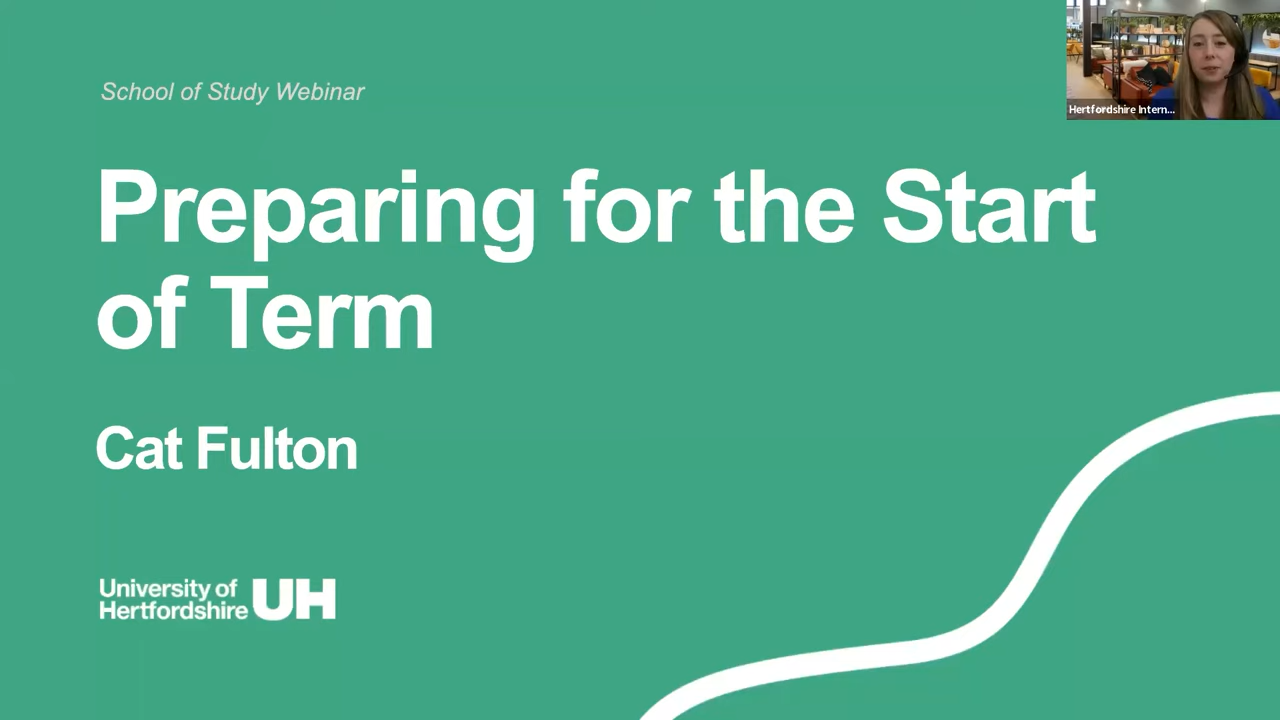 School of Study Webinar
Hertfordshire Intern...
Preparing for the Start
of Term
Cat Fulton
University of
Hertfordshire UH